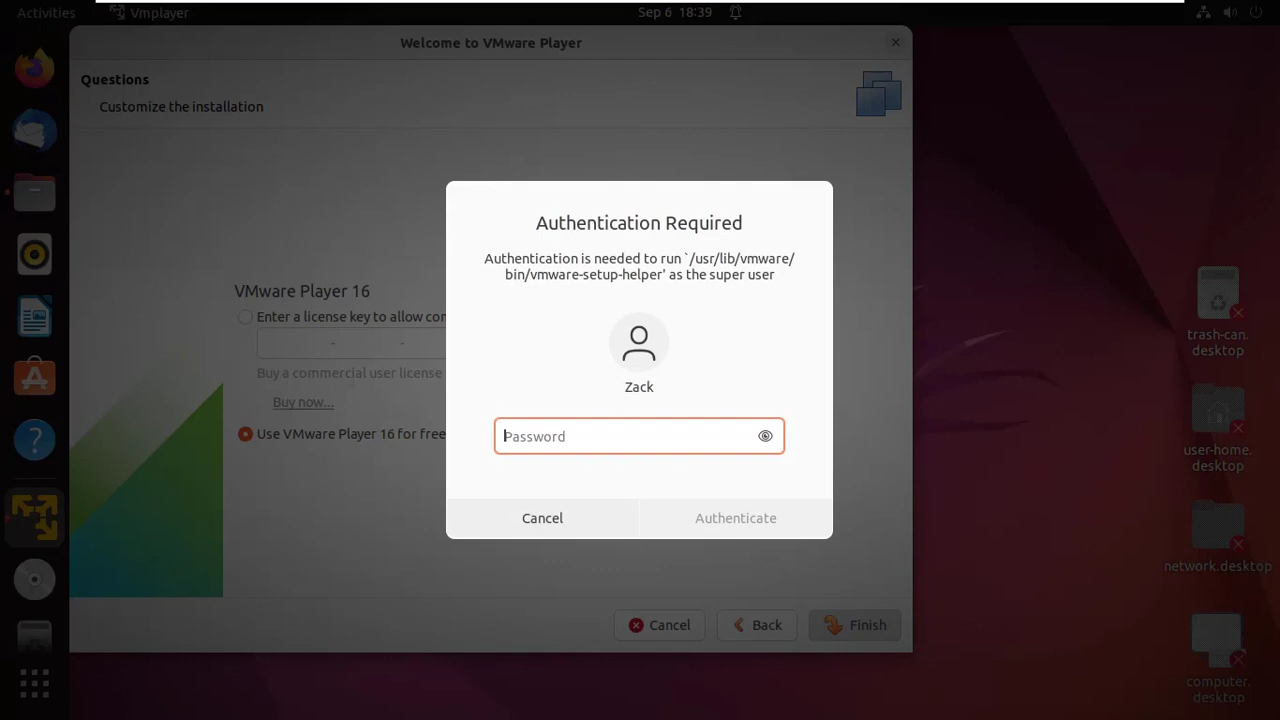 Activities
Vmplayer
Sep 6 18:39
Welcome to VMware Player
Questions
Customize the installation
VMware Player 16
Enter a license key to allow con
- -
Buy a commercial user license
Buy now...
Use VMware Player 16 for free
Authentication Required
Authentication is needed to run `/usr/lib/vmware/
bin/vmware-setup-helper' as the super user
Zack
Password
Cancel
Authenticate
Cancel
Back
Finish
trash-can.
desktop
user-home.
desktop
network.desktop
computer.
desktop